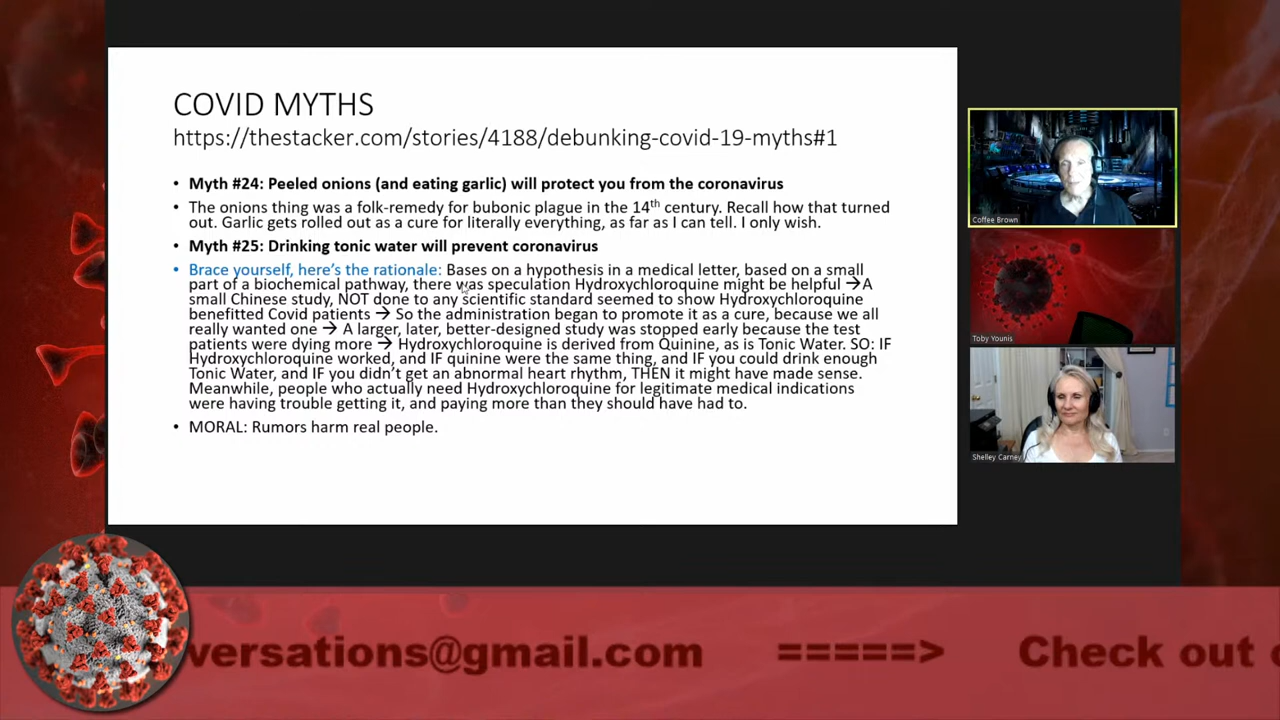 COVID MYTHS
https://thestacker.com/stories/4188/debunking-covid-19-myths#1
• Myth #24: Peeled onions (and eating garlic) will protect you from the coronavirus
• The onions thing was a folk-remedy for bubonic plague in the 14th century. Recall how that turned
out. Garlic gets rolled out as a cure for literally everything, as far as I can tell. I only wish.
• Myth #25: Drinking tonic water will prevent coronavirus
• Brace yourself, here's the rationale: Bases on a hypothesis in a medical letter, based on a small
part of a biochemical pathway, there was speculation Hydroxychloroquine might be helpful →A
small Chinese study, NOT done to any scientific standard seemed to show Hydroxychloroquine
benefitted Covid patients → So the administration began to promote it as a cure, because we all
really wanted one → A larger, later, better-designed study was stopped early because the test
patients were dying more → Hydroxychloroquine is derived from Quinine, as is Tonic Water. SO: IF
Hydroxychloroquine worked, and IF quinine were the same thing, and IF you could drink enough
Tonic Water, and IF you didn't get an abnormal heart rhythm, THEN it might have made sense.
Meanwhile, people who actually need Hydroxychloroquine for legitimate medical indications
were having trouble getting it, and paying more than they should have had to.
• MORAL: Rumors harm real people.
Coffee Brown
Toby Younis
Shelley Carney
versations@gmail.com =====> Check out